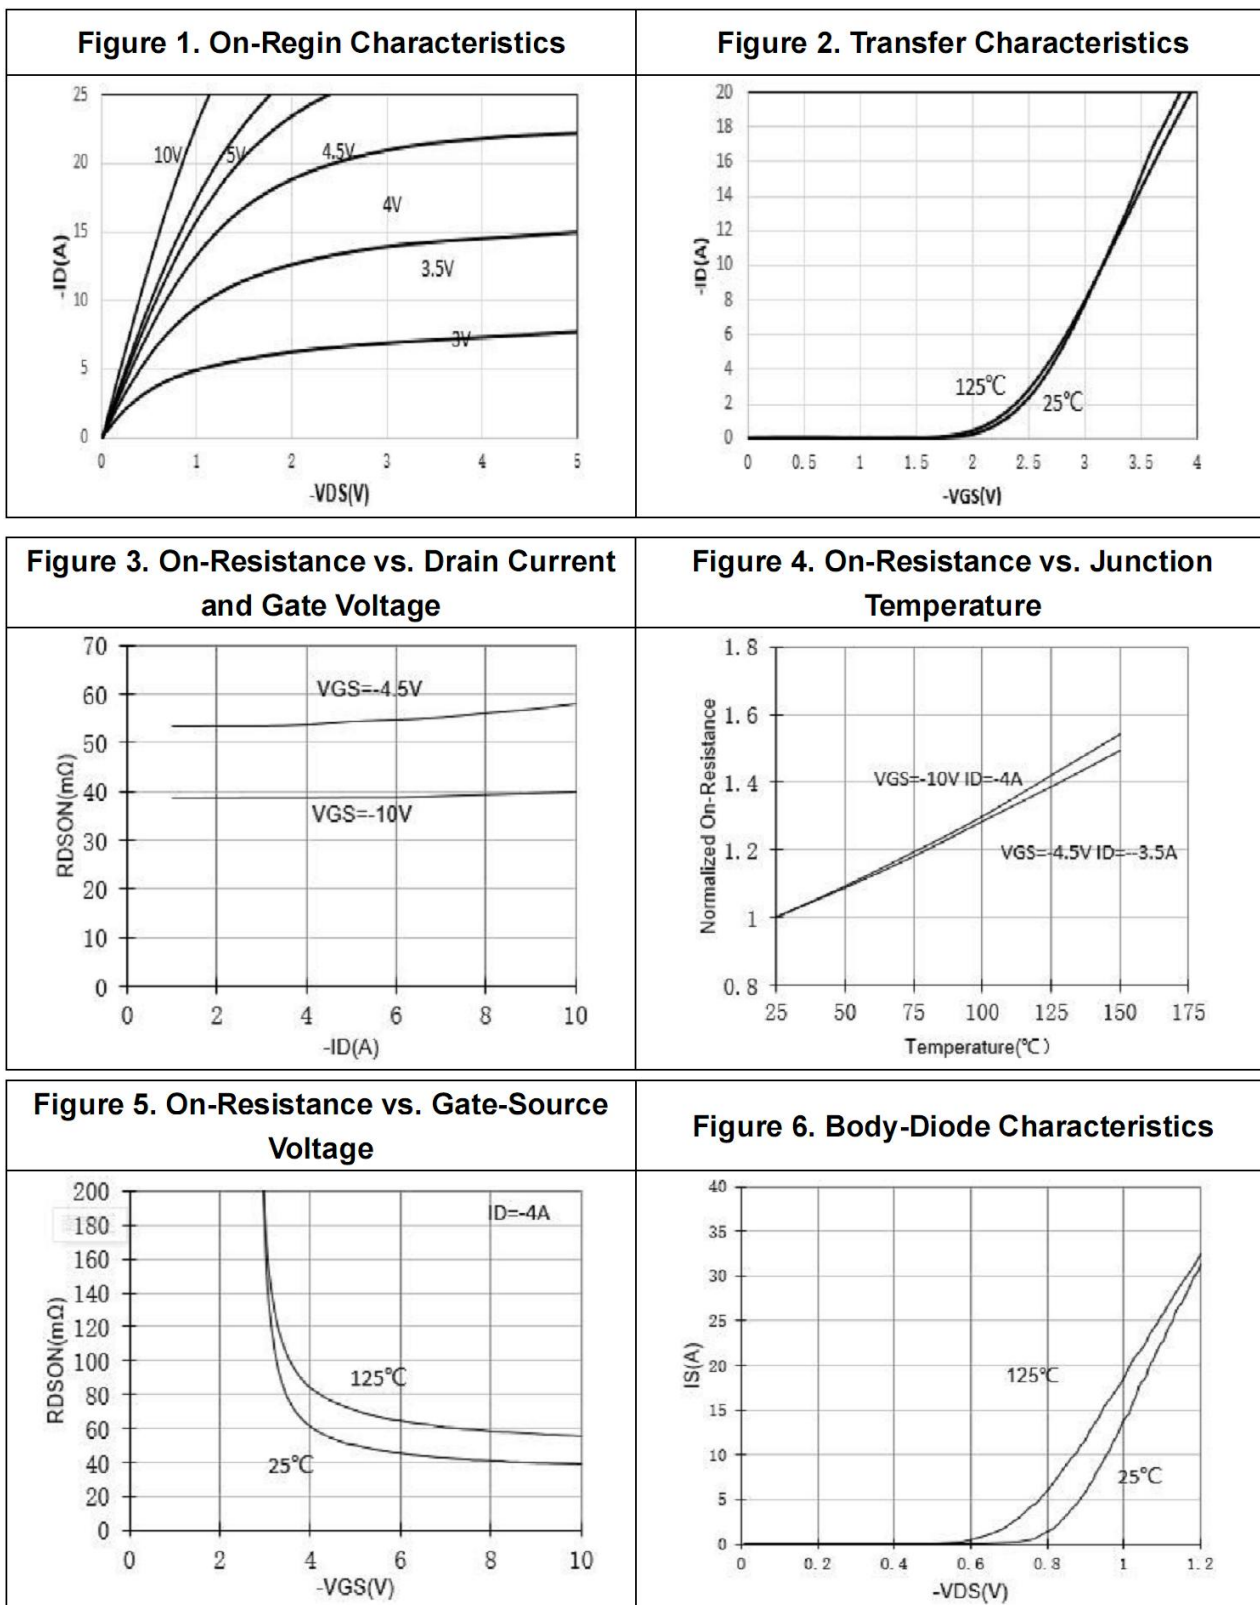 Figure 1. On-Regin Characteristics
Figure 2. Transfer Characteristics
25
20
15
10
5
0
-ID(A)
10V
5V
4.5V
4V
3.5V
3V
0 1 2 3 4 5
-VDS(V)
20
18
16
14
12
10
8
6
4
2
0
-ID(A)
125℃
25℃
0 0.5 1 1.5 2 2.5 3 3.5 4
-VGS(V)
Figure 3. On-Resistance vs. Drain Current
and Gate Voltage
Figure 4. On-Resistance vs. Junction
Temperature
70
60
50
40
30
20
10
0
RDSON(mΩ)
VGS=-4.5V
VGS=-10V
0 2 4 6 8 10
-ID(A)
1.8
1.6
1.4
1.2
1
0.8
Normalized On-Resistance
VGS=-10V ID=-4A
VGS=-4.5V ID=--3.5A
25 50 75 100 125 150 175
Temperature(℃)
Figure 5. On-Resistance vs. Gate-Source
Voltage
Figure 6. Body-Diode Characteristics
200
180
160
140
120
100
80
60
40
20
0
RDSON(mΩ)
ID=-4A
125℃
25℃
0 2 4 6 8 10
-VGS(V)
40
35
30
25
20
15
10
5
0
IS(A)
125℃
25℃
0 0.2 0.4 0.6 0.8 1 1.2
-VDS(V)